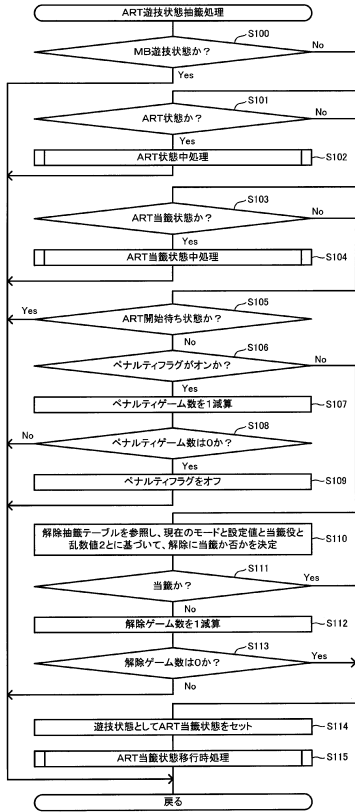 ART遊技状態抽籤処理
S100
MB遊技状態か?
No
Yes
S101
ART状態か?
No
Yes
ART状態中処理
S102
S103
ART当籤状態か?
No
Yes
ART当籤状態中処理
S104
S105
Yes
ART開始待ち状態か?
No
S106
ペナルティフラグがオンか?
No
Yes
ペナルティゲーム数を1減算
S107
S108
No
ペナルティゲーム数は0か?
Yes
ペナルティフラグをオフ
S109
解除抽籤テーブルを参照し、現在のモードと設定値と当籤役と
乱数値2とに基づいて、解除に当籤か否かを決定
S110
S111
当籤か?
Yes
No
解除ゲーム数を1減算
S112
S113
解除ゲーム数は0か?
Yes
No
遊技状態としてART当籤状態をセット
S114
ART当籤状態移行時処理
S115
戻る